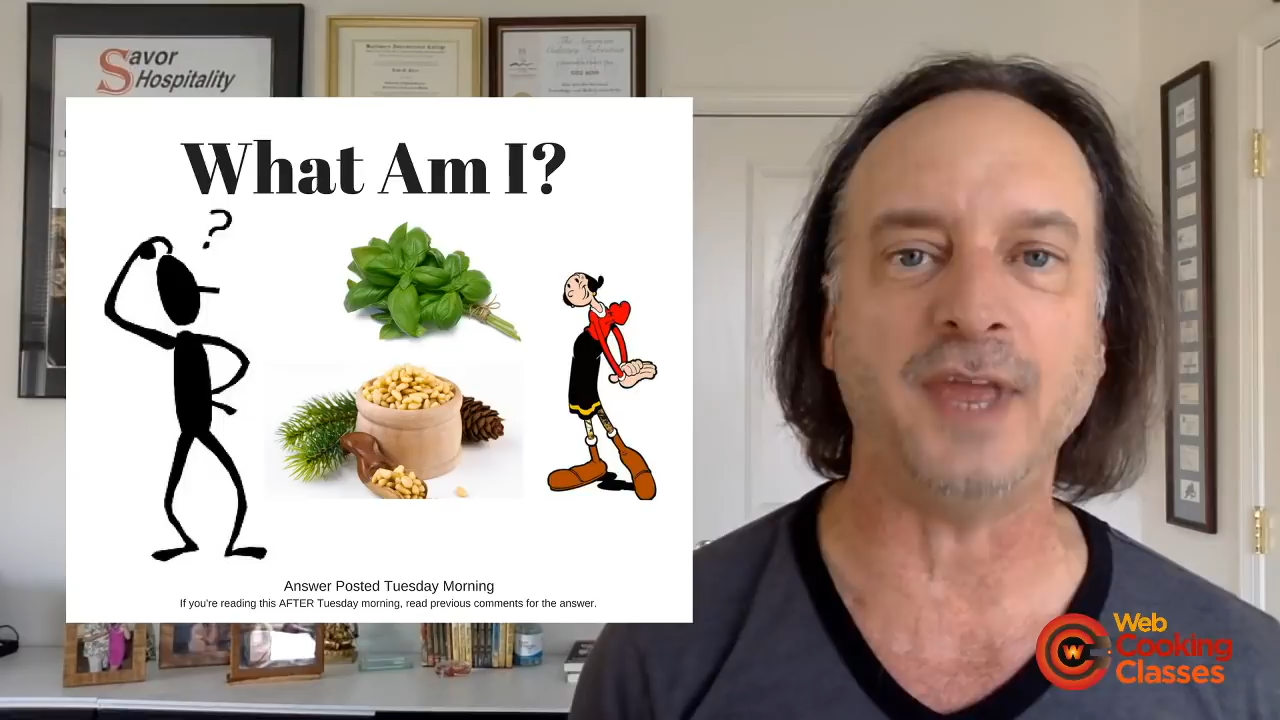 Savor
Hospitality
What Am I?
?
Answer Posted Tuesday Morning
If you're reading this AFTER Tuesday morning, read previous comments for the answer.
Web
Cooking
Classes